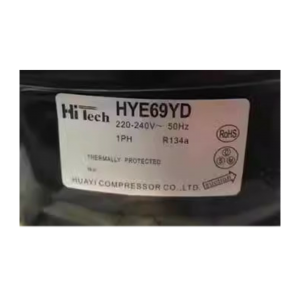 Hitech HYE69YD
220-240V~ 50Hz
1PH R134a
RoHS
THERMALLY PROTECTED
HUAYI COMPRESSOR CO.,LTD.